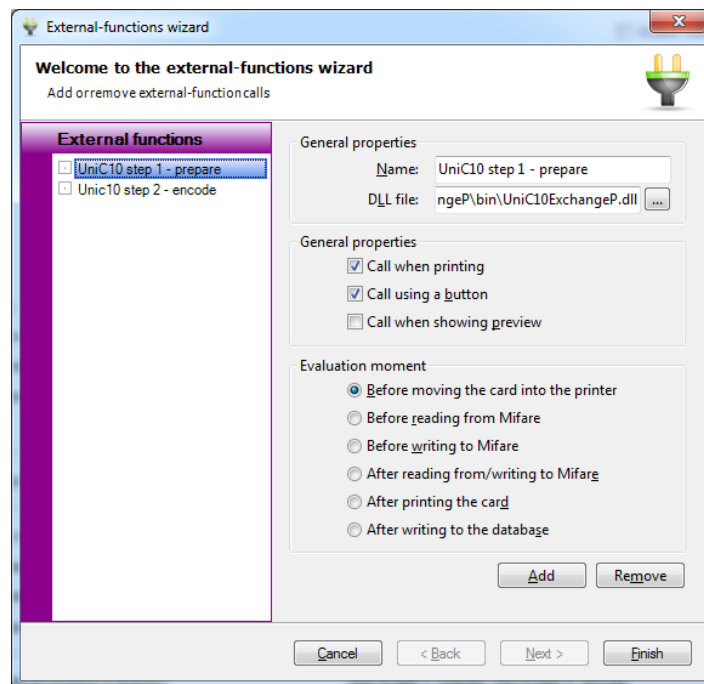 External-functions wizard
Welcome to the external-functions wizard
Add or remove external-function calls
External functions
UniC10 step 1 - prepare
Unic10 step 2 - encode
General properties
Name: UniC10 step 1 - prepare
DLL file: ngeP\bin\UniC10ExchangeP.dll ...
General properties
Call when printing
Call using a button
Call when showing preview
Evaluation moment
Before moving the card into the printer
Before reading from Mifare
Before writing to Mifare
After reading from/writing to Mifare
After printing the card
After writing to the database
Add Remove
Cancel < Back Next > Finish